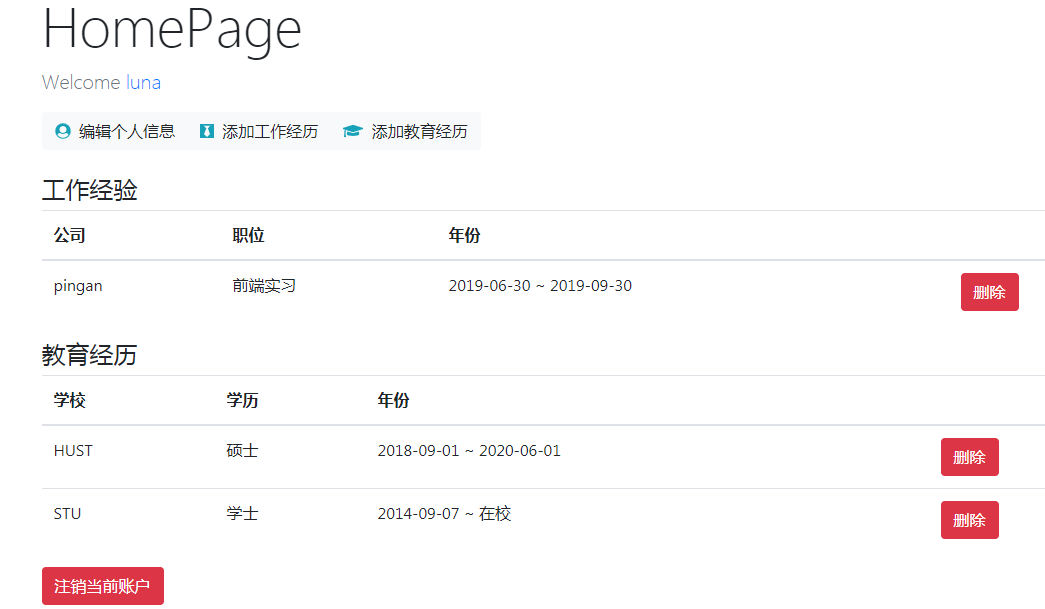 HomePage
Welcome luna
编辑个人信息 添加工作经历 添加教育经历
工作经验
公司 职位 年份
pingan 前端实习 2019-06-30 ~ 2019-09-30 删除
教育经历
学校 学历 年份
HUST 硕士 2018-09-01 ~ 2020-06-01 删除
STU 学士 2014-09-07 ~ 在校 删除
注销当前账户